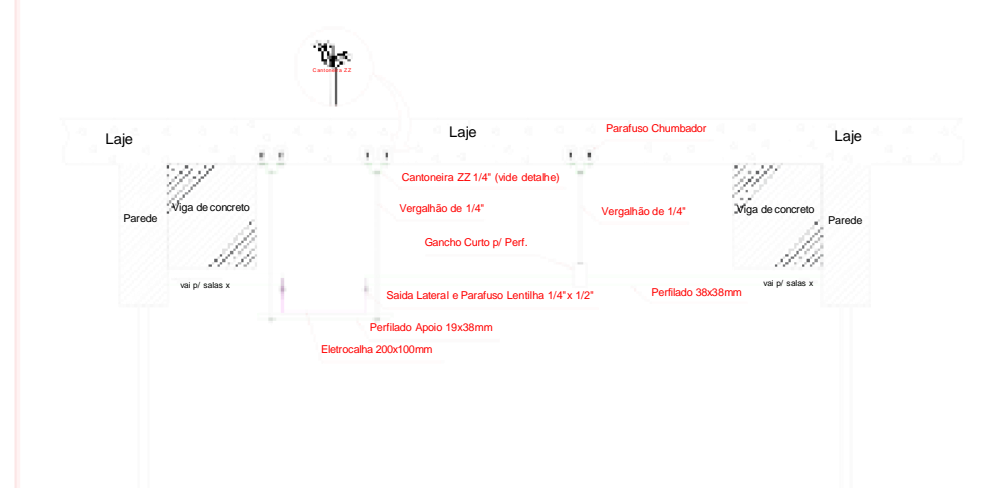 Cantoneira ZZ
Laje
Laje
Parafuso Chumbador
Laje
Cantoneira ZZ 1/4" (vide detalhe)
Viga de concreto
Vergalhão de 1/4"
Vergalhão de 1/4"
Viga de concreto
Parede
Parede
Gancho Curto p/ Perf.
vai p/ salas x
vai p/ salas x
Saida Lateral e Parafuso Lentilha 1/4"x 1/2"
Perfilado 38x38mm
Perfilado Apoio 19x38mm
Eletrocalha 200x100mm